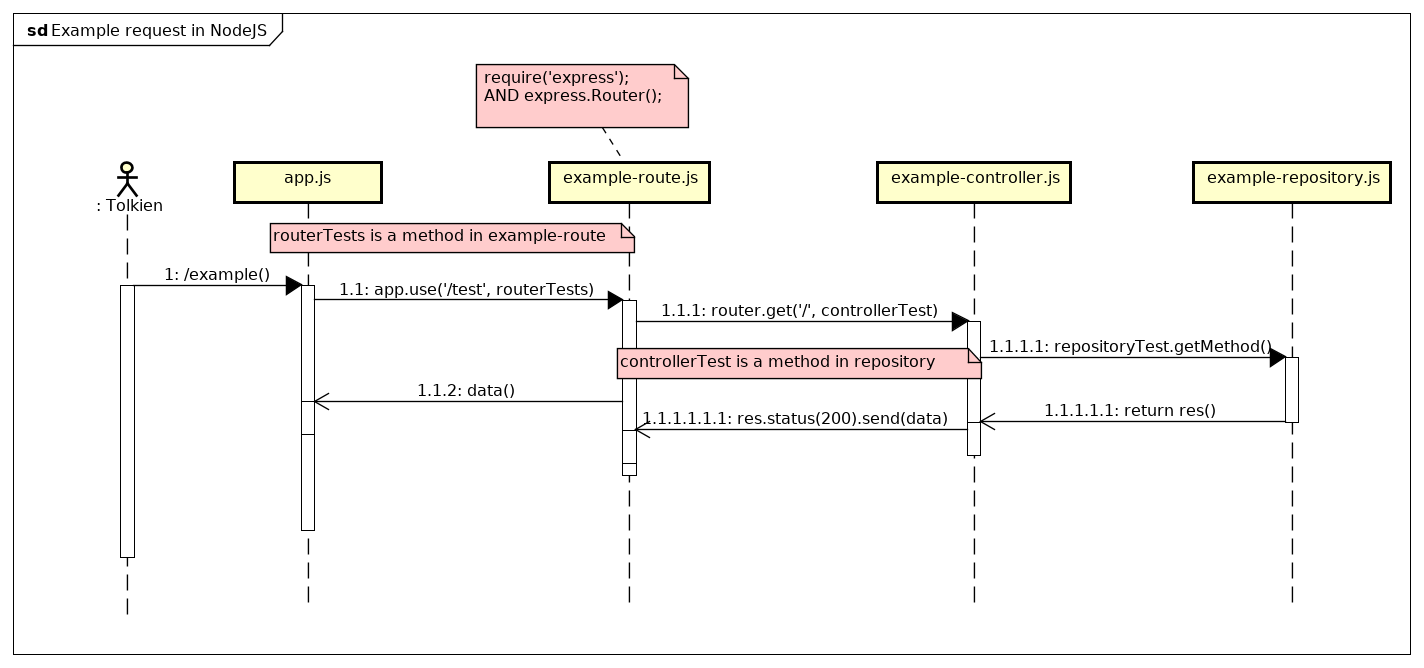 sd Example request in NodeJS
require('express');
AND express.Router();
: Tolkien
app.js
example-route.js
example-controller.js
example-repository.js
routerTests is a method in example-route
1: /example()
1.1: app.use('/test', routerTests)
1.1.1: router.get('/', controllerTest)
1.1.1.1: repositoryTest.getMethod()
controllerTest is a method in repository
1.1.2: data()
1.1.1.1.1: return res()
1.1.1.1.1.1: res.status(200).send(data)